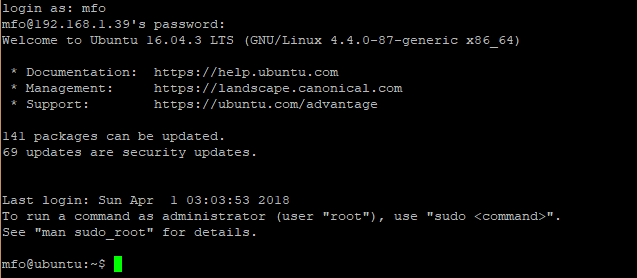 login as: mfo
mfo@192.168.1.39's password:
Welcome to Ubuntu 16.04.3 LTS (GNU/Linux 4.4.0-87-generic x86_64)
* Documentation:  https://help.ubuntu.com
* Management:     https://landscape.canonical.com
* Support:        https://ubuntu.com/advantage
141 packages can be updated.
69 updates are security updates.
Last login: Sun Apr  1 03:03:53 2018
To run a command as administrator (user "root"), use "sudo <command>".
See "man sudo_root" for details.
mfo@ubuntu:~$